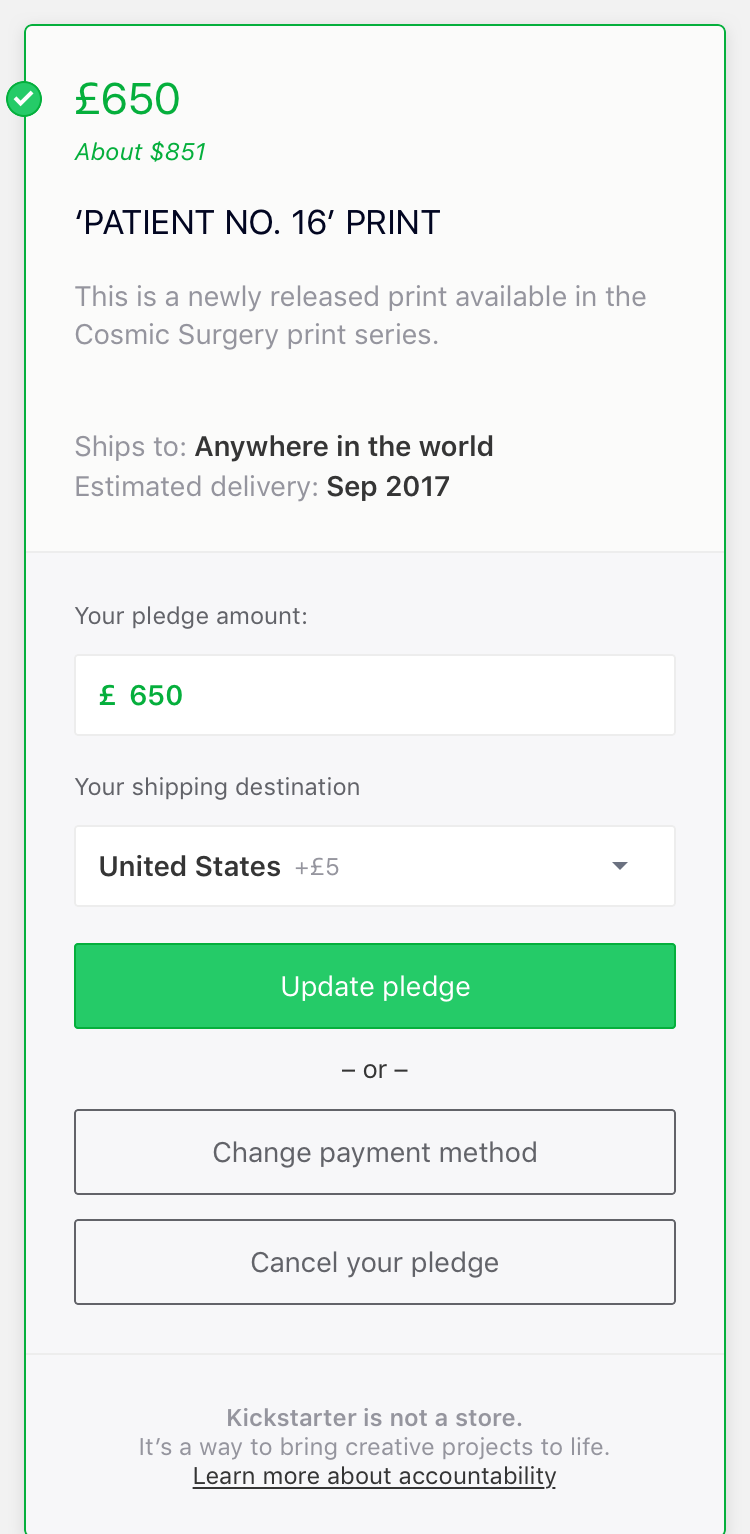 £650
About $851
‘PATIENT NO. 16’ PRINT
This is a newly released print available in the
Cosmic Surgery print series.
Ships to: Anywhere in the world
Estimated delivery: Sep 2017
Your pledge amount:
£ 650
Your shipping destination
United States +£5
Update pledge
– or –
Change payment method
Cancel your pledge
Kickstarter is not a store.
It’s a way to bring creative projects to life.
Learn more about accountability